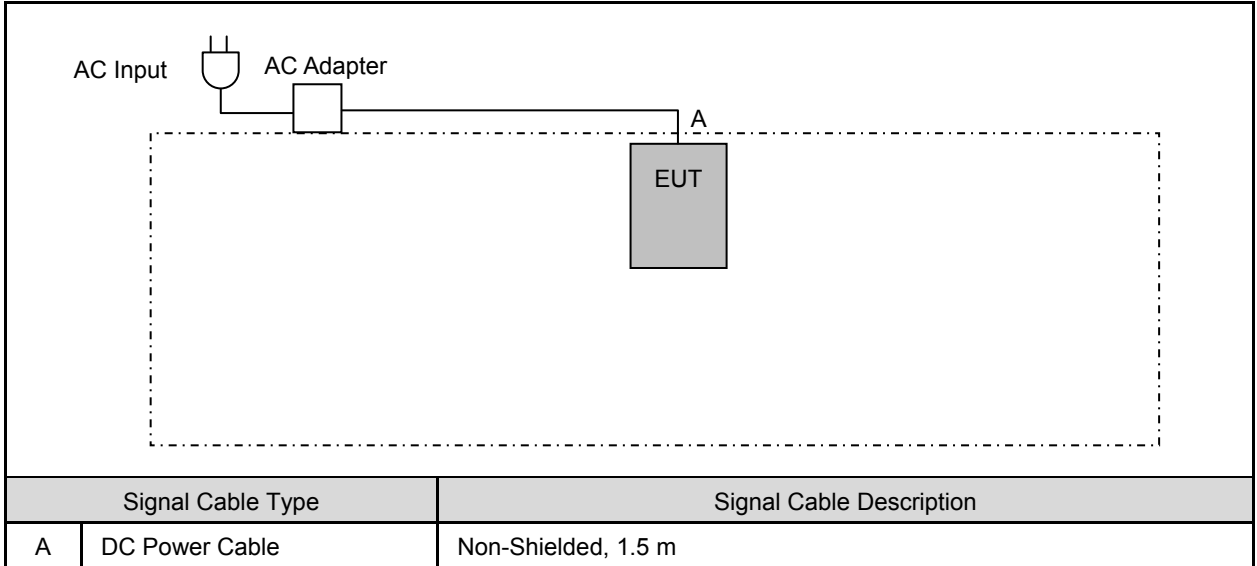 AC Input
AC Adapter
A
EUT
Signal Cable Type
Signal Cable Description
A
DC Power Cable
Non-Shielded, 1.5 m